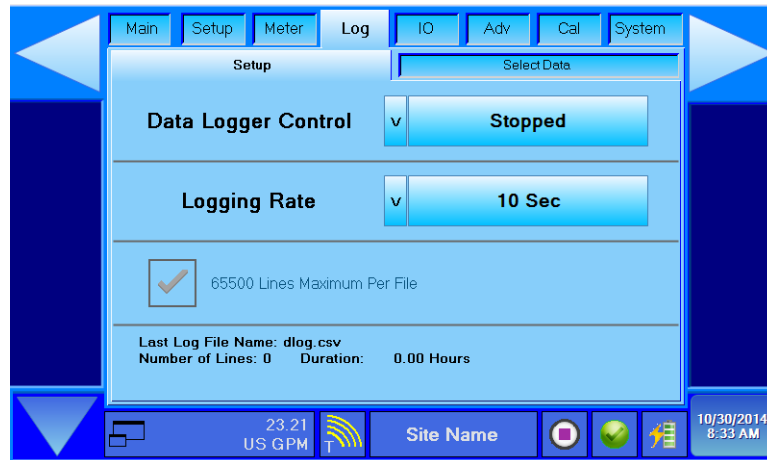 Main Setup Meter Log IO Adv Cal System
Setup Select Data
Data Logger Control v Stopped
Logging Rate v 10 Sec
65500 Lines Maximum Per File
Last Log File Name: dlog.csv
Number of Lines: 0 Duration: 0.00 Hours
23.21
US GPM
T
Site Name
10/30/2014
8:33 AM